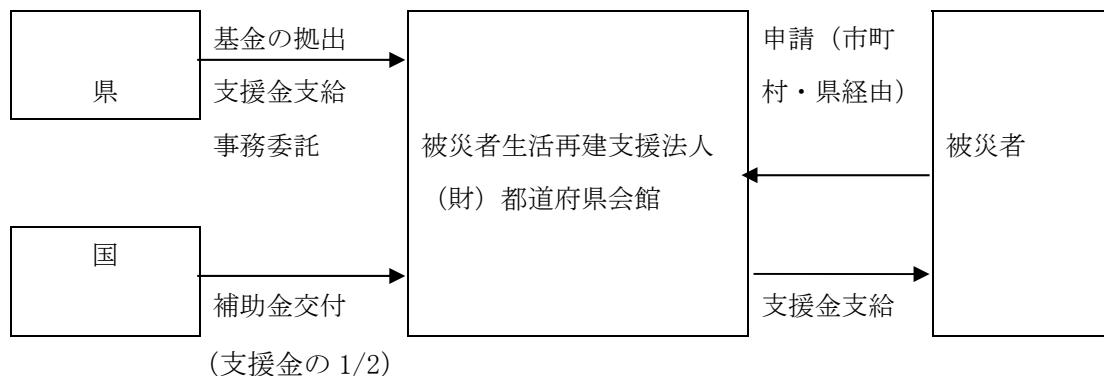 県
基金の拠出
支援金支給
事務委託
被災者生活再建支援法人
（財）都道府県会館
申請（市町
村・県経由）
被災者
国
補助金交付
（支援金の 1/2）
支援金支給